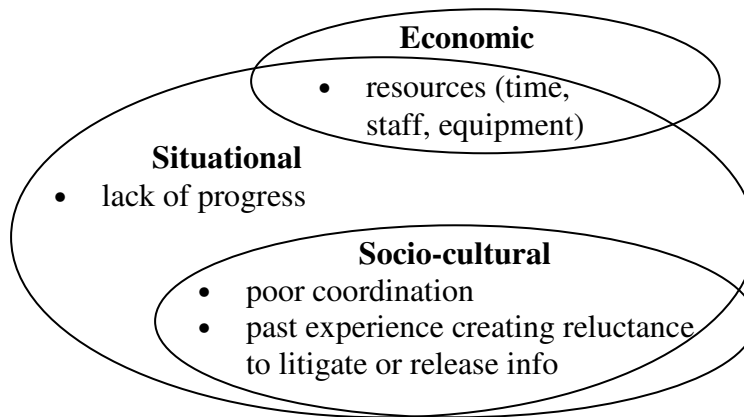 Economic
• resources (time,
staff, equipment)
Situational
• lack of progress
Socio-cultural
• poor coordination
• past experience creating reluctance
to litigate or release info